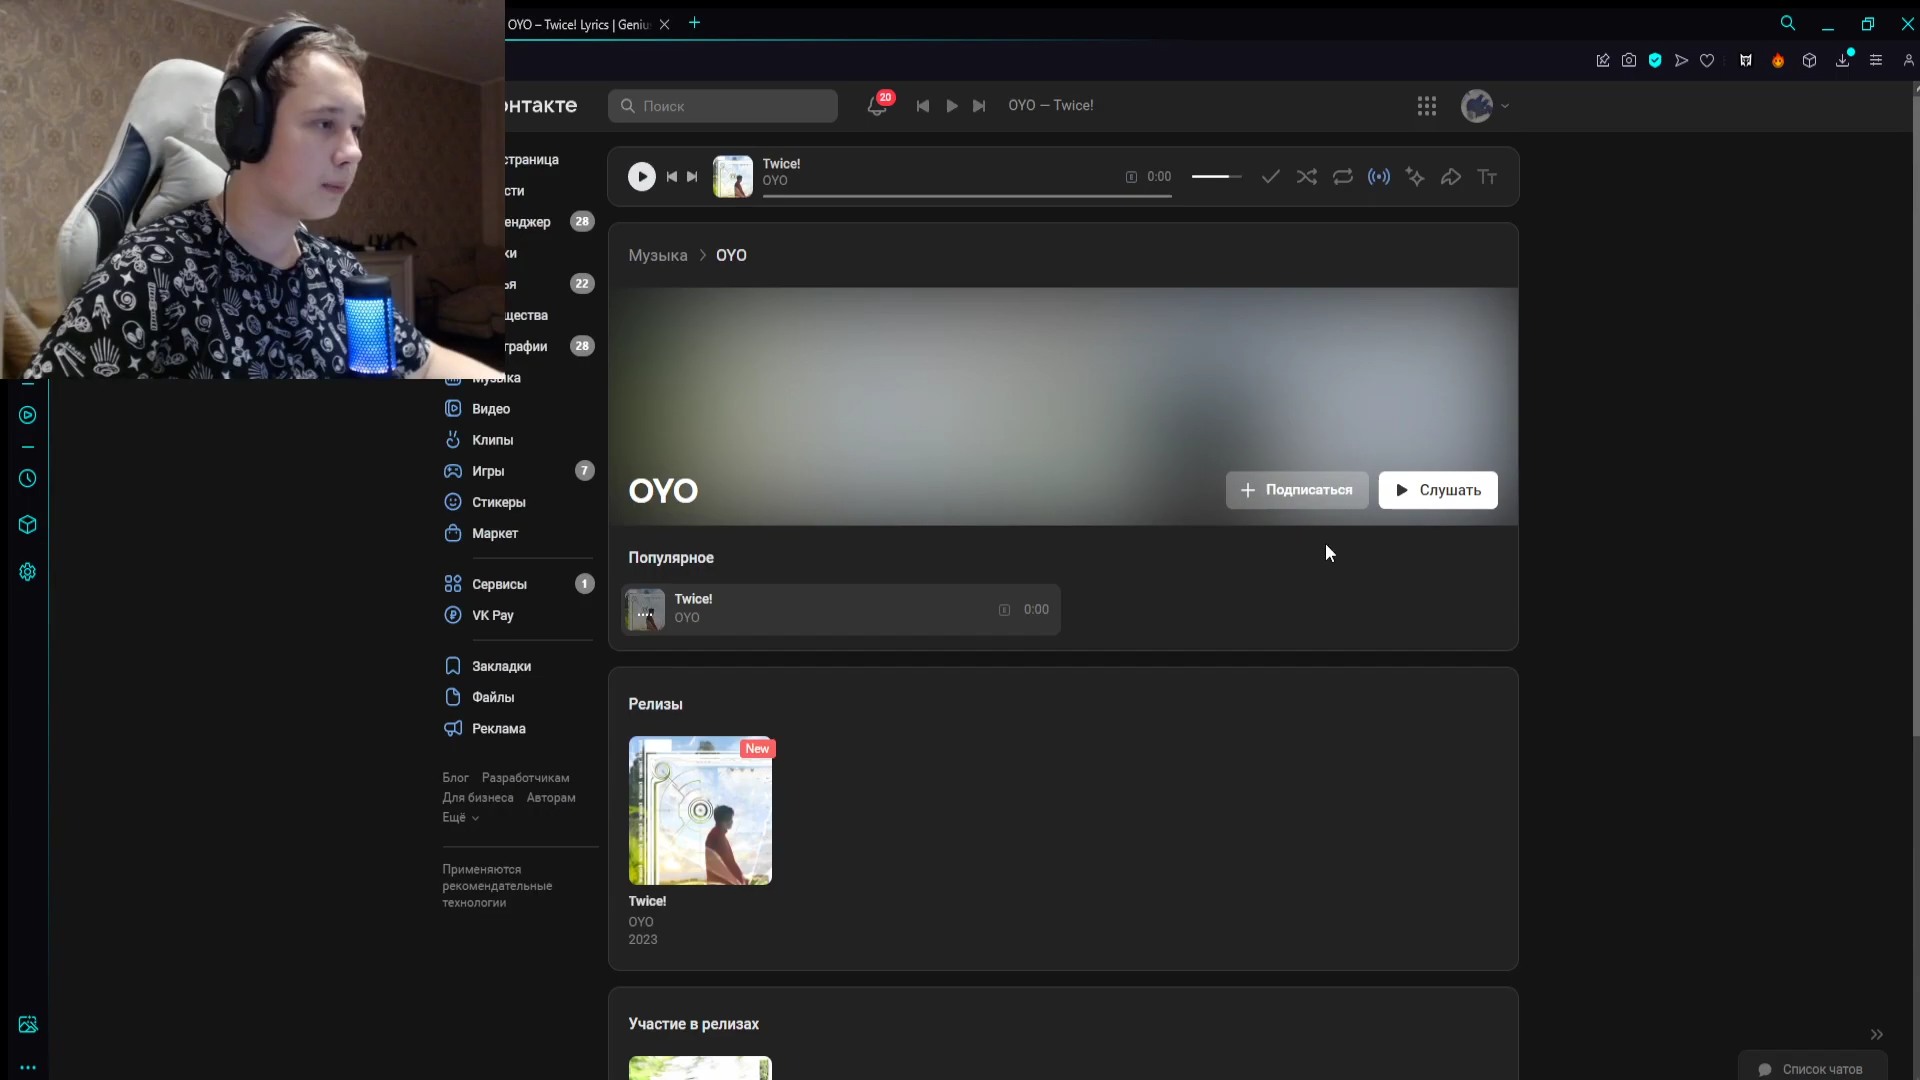 OYO – Twice! Lyrics | Geniu
онтакте
Поиск
20
OYO — Twice!
страница
сти
енджер
28
ки
ья
22
щества
графии
28
Музыка
Видео
Клипы
Игры
7
Стикеры
Маркет
Сервисы
1
VK Pay
Закладки
Файлы
Реклама
Блог Разработчикам
Для бизнеса Авторам
Ещё
Применяются
рекомендательные
технологии
Twice!
OYO
E 0:00
Музыка > OYO
OYO
+ Подписаться
Слушать
Популярное
Twice!
OYO
E 0:00
Релизы
New
Twice!
OYO
2023
Участие в релизах
Список чатов